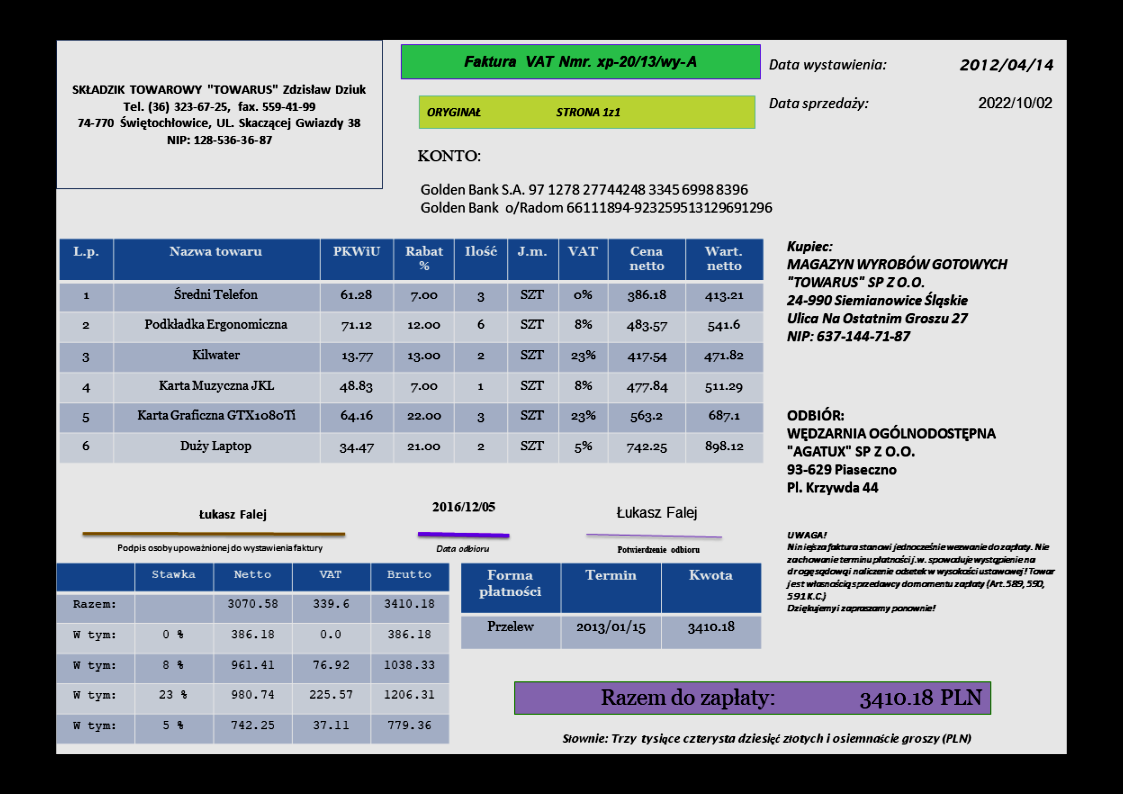 SKŁADZIK TOWAROWY "TOWARUS" Zdzisław Dziuk
Tel. (36) 323-67-25, fax. 559-41-99
74-770 Świętochłowice, UL. Skaczącej Gwiazdy 38
NIP: 128-536-36-87
Faktura VAT Nmr. xp-20/13/wy-A
ORYGINAŁ STRONA 1z1
Data wystawienia: 2012/04/14
Data sprzedaży: 2022/10/02
KONTO:
Golden Bank S.A. 97 1278 27744248 3345 6998 8396
Golden Bank o/Radom 66111894-923259513129691296
L.p. Nazwa towaru PKWiU Rabat % Ilość J.m. VAT Cena netto Wart. netto
1 Średni Telefon 61.28 7.00 3 SZT 0% 386.18 413.21
2 Podkładka Ergonomiczna 71.12 12.00 6 SZT 8% 483.57 541.6
3 Kilwater 13.77 13.00 2 SZT 23% 417.54 471.82
4 Karta Muzyczna JKL 48.83 7.00 1 SZT 8% 477.84 511.29
5 Karta Graficzna GTX1080Ti 64.16 22.00 3 SZT 23% 563.2 687.1
6 Duży Laptop 34.47 21.00 2 SZT 5% 742.25 898.12
Kupiec:
MAGAZYN WYROBÓW GOTOWYCH
"TOWARUS" SP Z O.O.
24-990 Siemianowice Śląskie
Ulica Na Ostatnim Groszu 27
NIP: 637-144-71-87
ODBIÓR:
WĘDZARNIA OGÓLNODOSTĘPNA
"AGATUX" SP Z O.O.
93-629 Piaseczno
Pl. Krzywda 44
Łukasz Falej
Podpis osoby upoważnionej do wystawienia faktury
2016/12/05
Data odbioru
Łukasz Falej
Potwierdzenie odbioru
UWAGA!
Niniejsza faktura stanowi jednocześnie wezwanie do zapłaty. Nie
zachowanie terminu płatności j.w. spowoduje wystąpienie na
drogę sądową i naliczenie odsetek w wysokości ustawowej! Towar
jest własnością sprzedawcy do momentu zapłaty (Art. 589, 590,
591 K.C.)
Dziękujemy i zapraszamy ponownie!
Stawka Netto VAT Brutto
Razem: 3070.58 339.6 3410.18
W tym: 0 % 386.18 0.0 386.18
W tym: 8 % 961.41 76.92 1038.33
W tym: 23 % 980.74 225.57 1206.31
W tym: 5 % 742.25 37.11 779.36
Forma płatności Termin Kwota
Przelew 2013/01/15 3410.18
Razem do zapłaty: 3410.18 PLN
Słownie: Trzy tysiące czterysta dziesięć złotych i osiemnaście groszy (PLN)